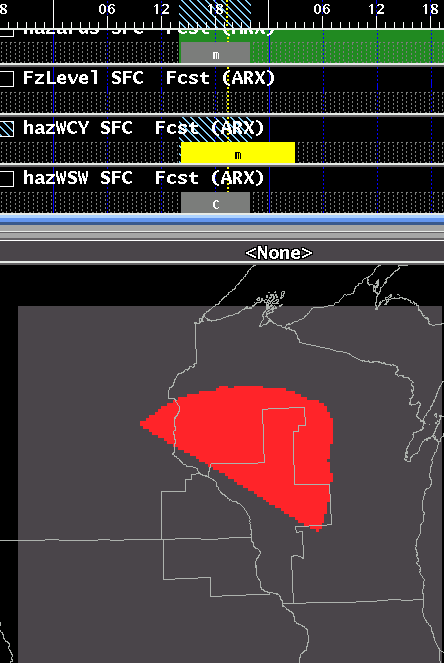 8 06 12 18 06 12 18
hazards SFC Fcst (ARX)
m
FzLevel SFC Fcst (ARX)
hazWCY SFC Fcst (ARX)
m
hazWSW SFC Fcst (ARX)
c
<None>